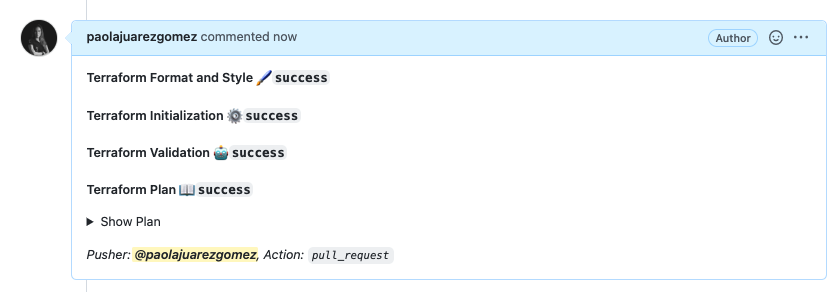 paolajuarezgomez commented now Author
Terraform Format and Style 🖌️ success
Terraform Initialization ⚙️ success
Terraform Validation 🤖 success
Terraform Plan 📖 success
Show Plan
Pusher: @paolajuarezgomez, Action: pull_request